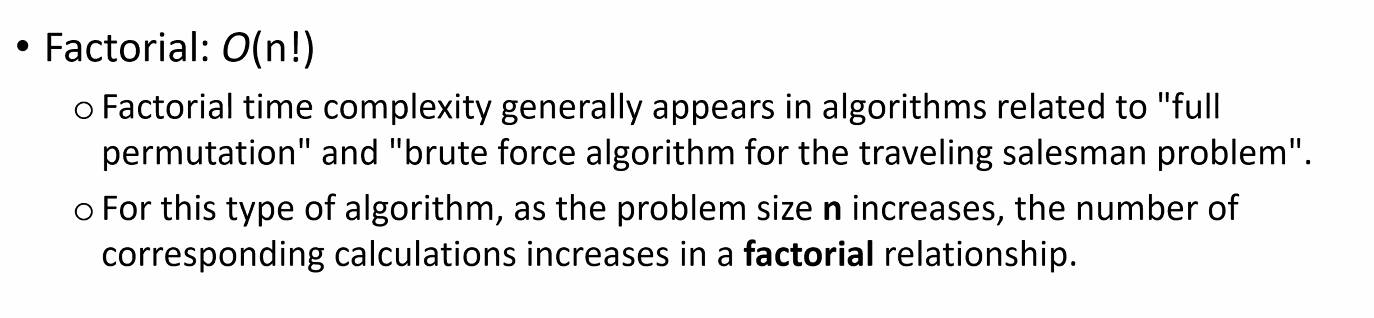 • Factorial: O(n!)
o Factorial time complexity generally appears in algorithms related to "full
permutation" and "brute force algorithm for the traveling salesman problem".
o For this type of algorithm, as the problem size n increases, the number of
corresponding calculations increases in a factorial relationship.